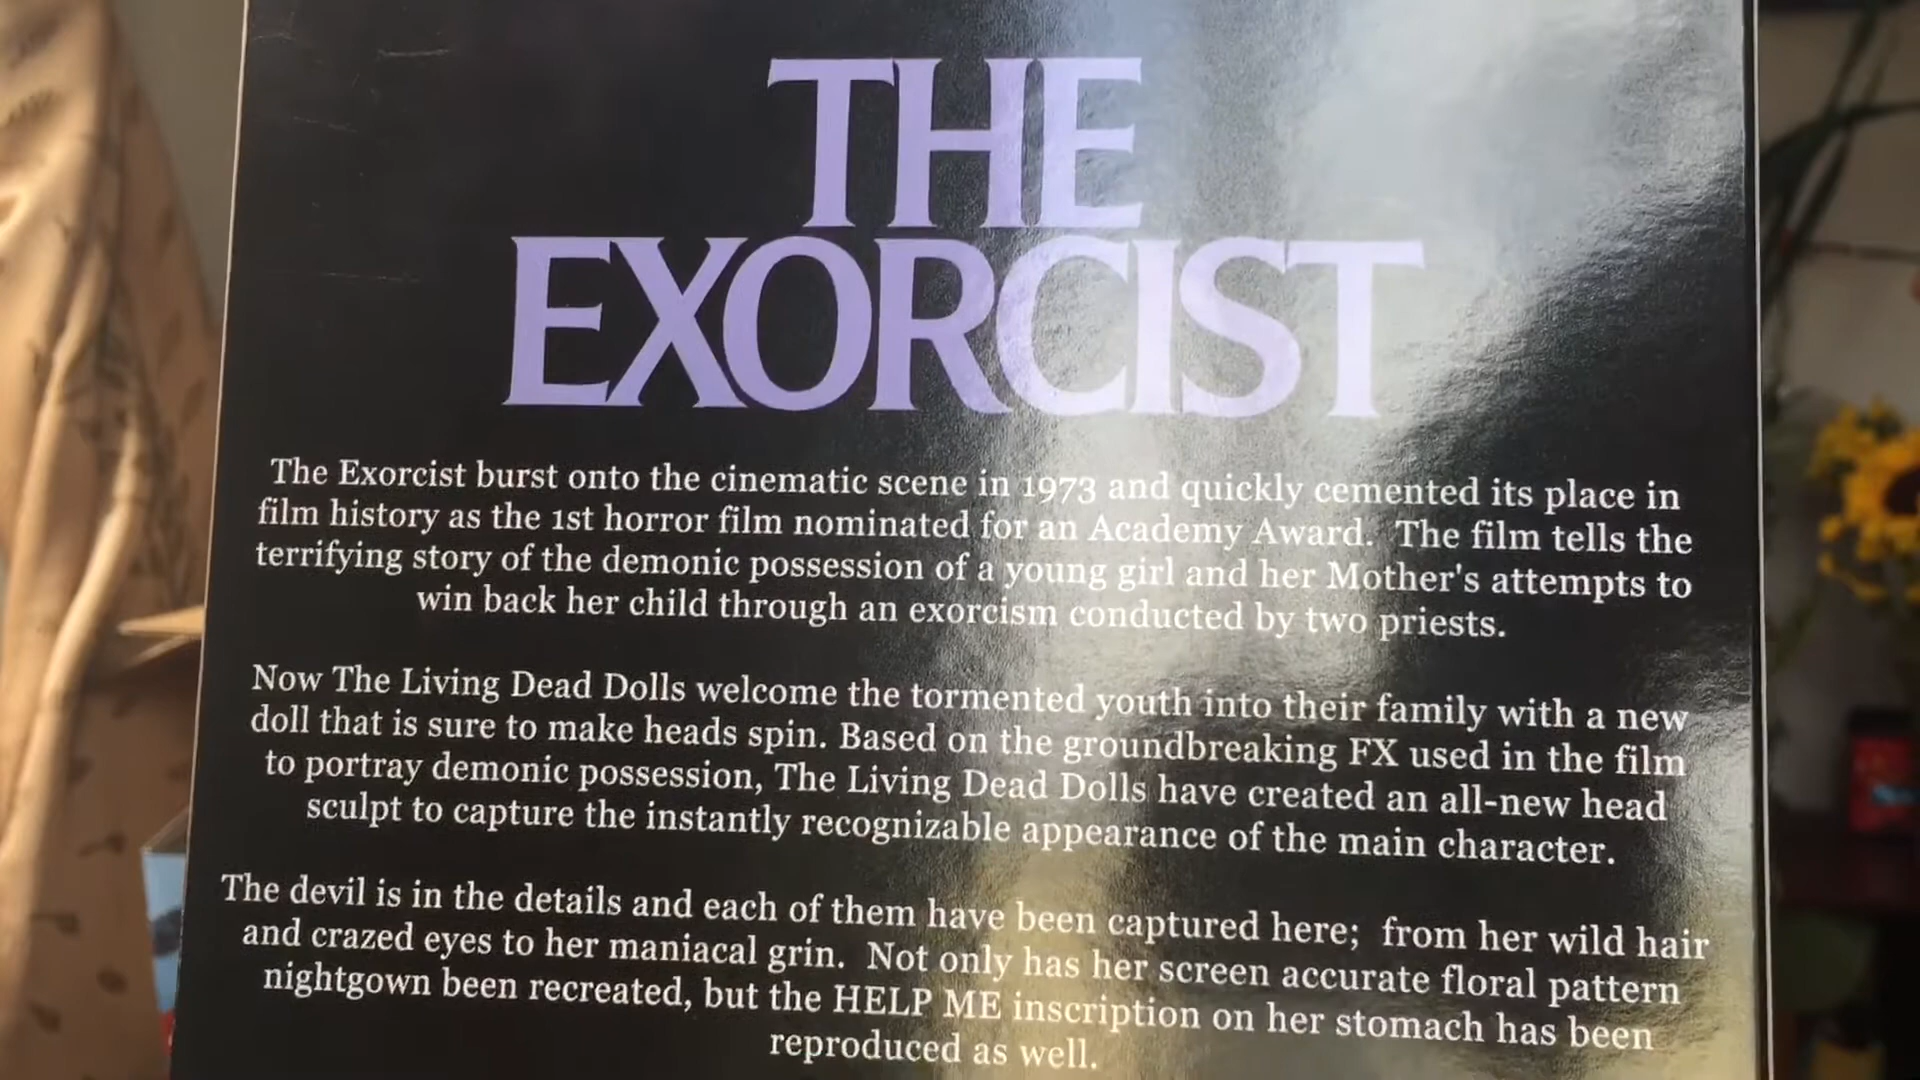 THE
EXORCIST
The Exorcist burst onto the cinematic scene in 1973 and quickly cemented its place in
film history as the 1st horror film nominated for an Academy Award. The film tells the
terrifying story of the demonic possession of a young girl and her Mother's attempts to
win back her child through an exorcism conducted by two priests.
Now The Living Dead Dolls welcome the tormented youth into their family with a new
doll that is sure to make heads spin. Based on the groundbreaking FX used in the film
to portray demonic possession, The Living Dead Dolls have created an all-new head
sculpt to capture the instantly recognizable appearance of the main character.
The devil is in the details and each of them have been captured here; from her wild hair
and crazed eyes to her maniacal grin. Not only has her screen accurate floral pattern
nightgown been recreated, but the HELP ME inscription on her stomach has been
reproduced as well.